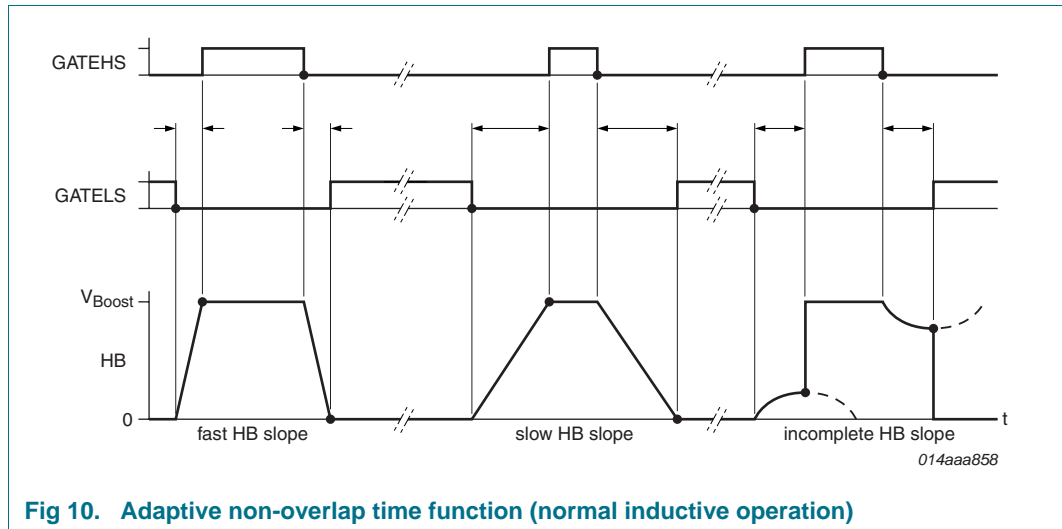 GATEHS
GATELS
VBoost
HB
0
t
fast HB slope
slow HB slope
incomplete HB slope
014aaa858
Fig 10. Adaptive non-overlap time function (normal inductive operation)